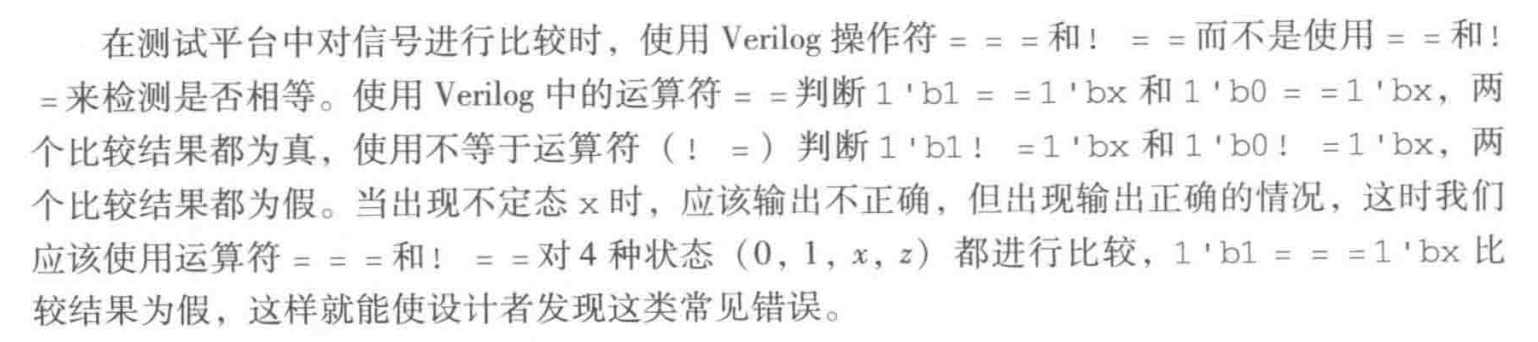 在测试平台中对信号进行比较时，使用 Verilog 操作符 = = =和! = =而不是使用 = =和!
=来检测是否相等。使用 Verilog 中的运算符 = =判断 1'b1 = =1'bx 和 1'b0 = =1'bx，两
个比较结果都为真，使用不等于运算符（! =）判断 1'b1! =1'bx 和 1'b0! =1'bx，两
个比较结果都为假。当出现不定态 x 时，应该输出不正确，但出现输出正确的情况，这时我们
应该使用运算符 = = =和! = =对 4 种状态（0, 1, x, z）都进行比较，1'b1 = = =1'bx 比
较结果为假，这样就能使设计者发现这类常见错误。